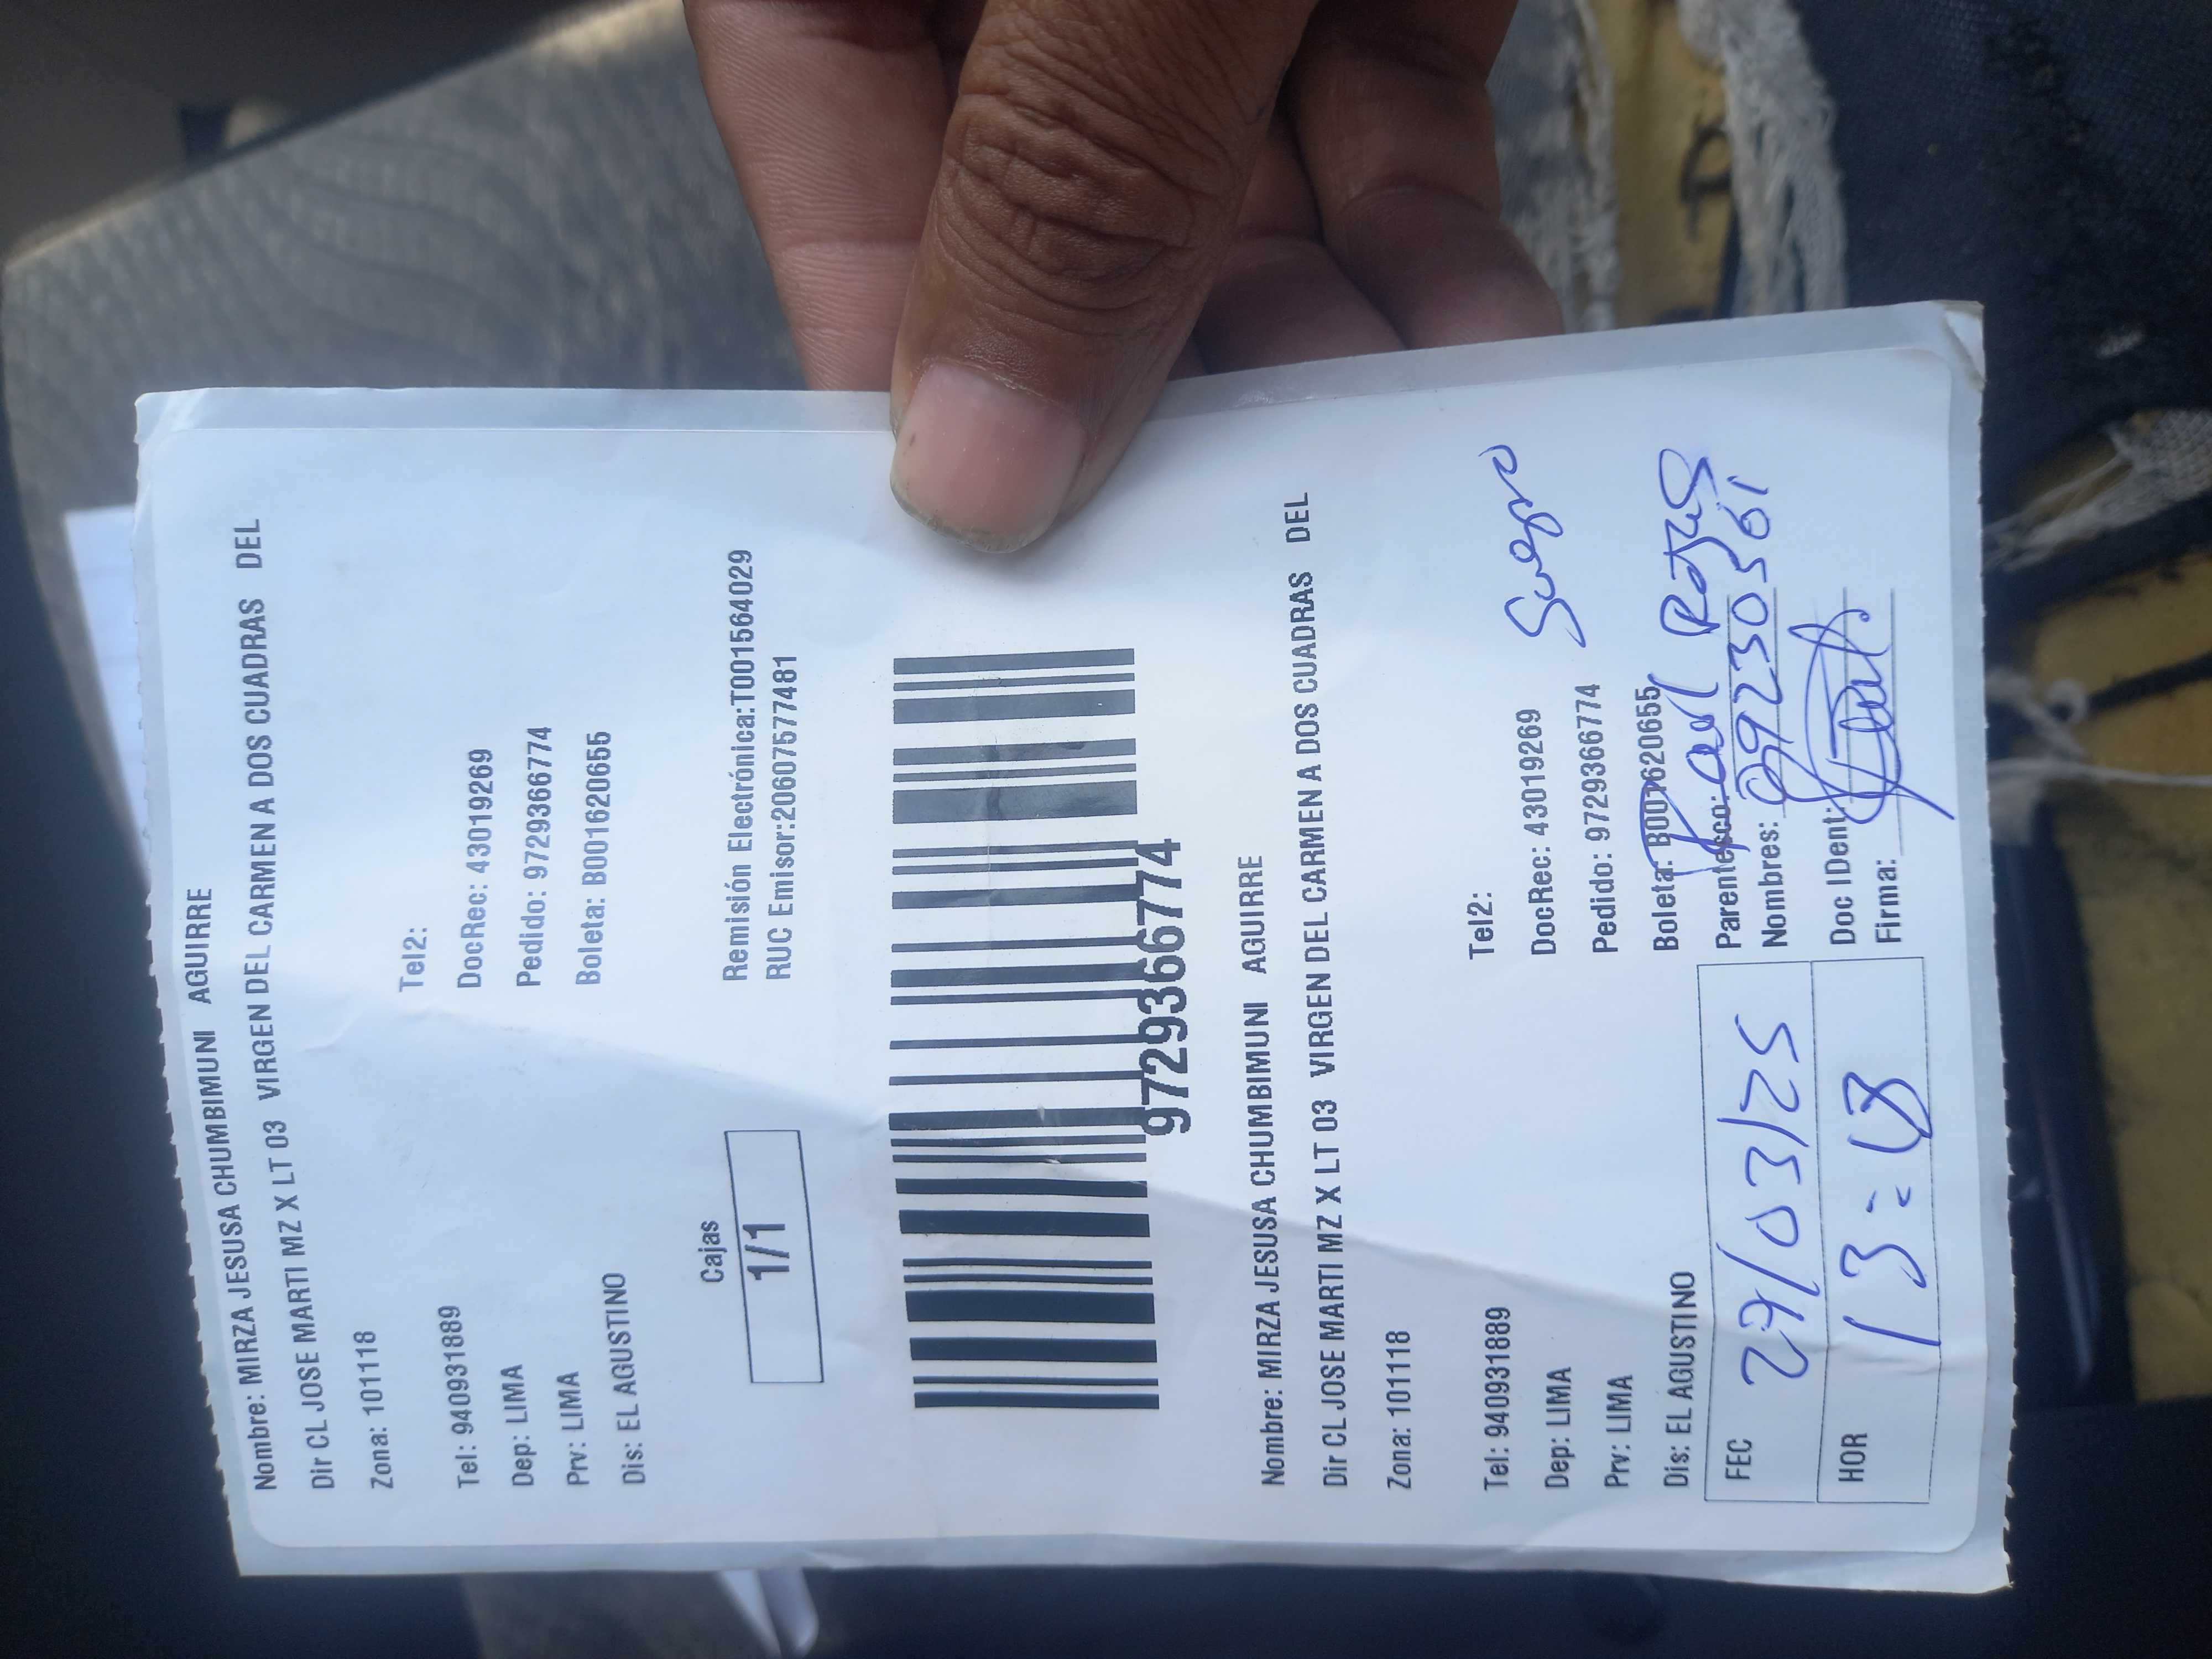 Nombre: MIRZA JESUSA CHUMBIMUNI AGUIRRE
Dir CL JOSE MARTI MZ X LT 03 VIRGEN DEL CARMEN A DOS CUADRAS DEL
Zona: 101118
Tel: 940931889 Tel2:
Dep: LIMA DocRec: 43019269
Prv: LIMA Pedido: 9729366774
Dis: EL AGUSTINO Boleta: B001620655
Cajas
1/1
Remisión Electrónica:T001564029
RUC Emisor:20607577481
9729366774
Nombre: MIRZA JESUSA CHUMBIMUNI AGUIRRE
Dir CL JOSE MARTI MZ X LT 03 VIRGEN DEL CARMEN A DOS CUADRAS DEL
Zona: 101118
Tel: 940931889 Tel2:
Dep: LIMA DocRec: 43019269 Suegro
Prv: LIMA Pedido: 9729366774
Dis: EL AGUSTINO Boleta: B001620655
FEC 29/03/25 Parentesco:
Nombres: 09230361
HOR 13:18 Doc IDent:
Firma: